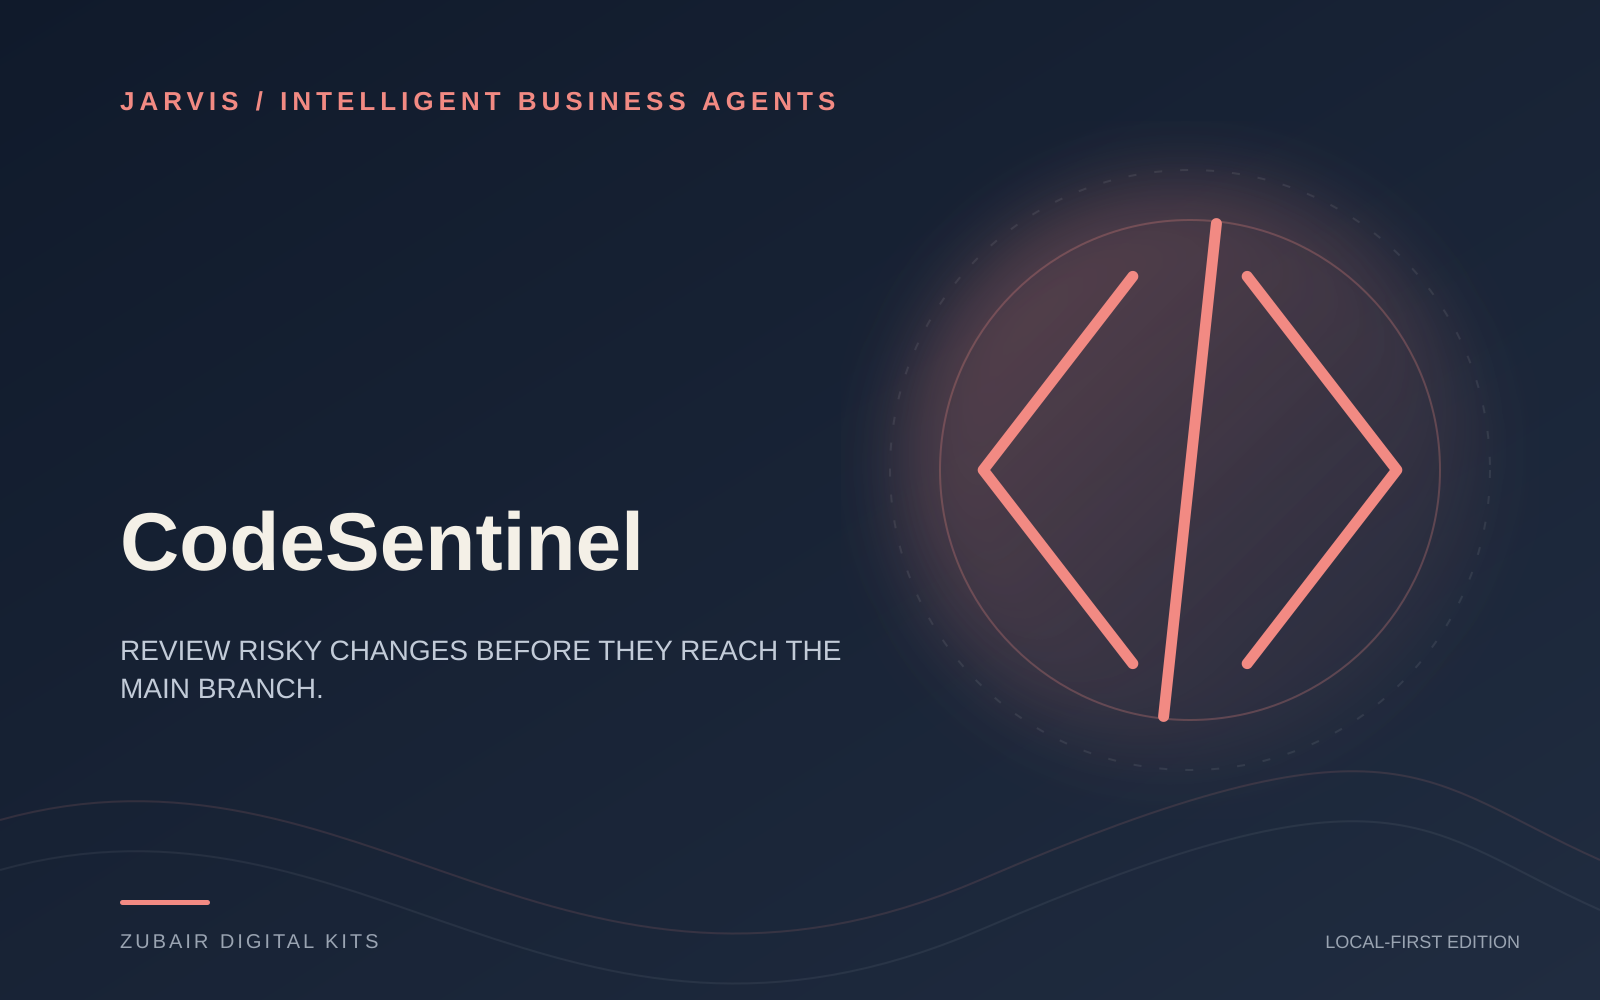 JARVIS / INTELLIGENT BUSINESS AGENTS
CodeSentinel
REVIEW RISKY CHANGES BEFORE THEY REACH THE
MAIN BRANCH.
ZUBAIR DIGITAL KITS
LOCAL-FIRST EDITION